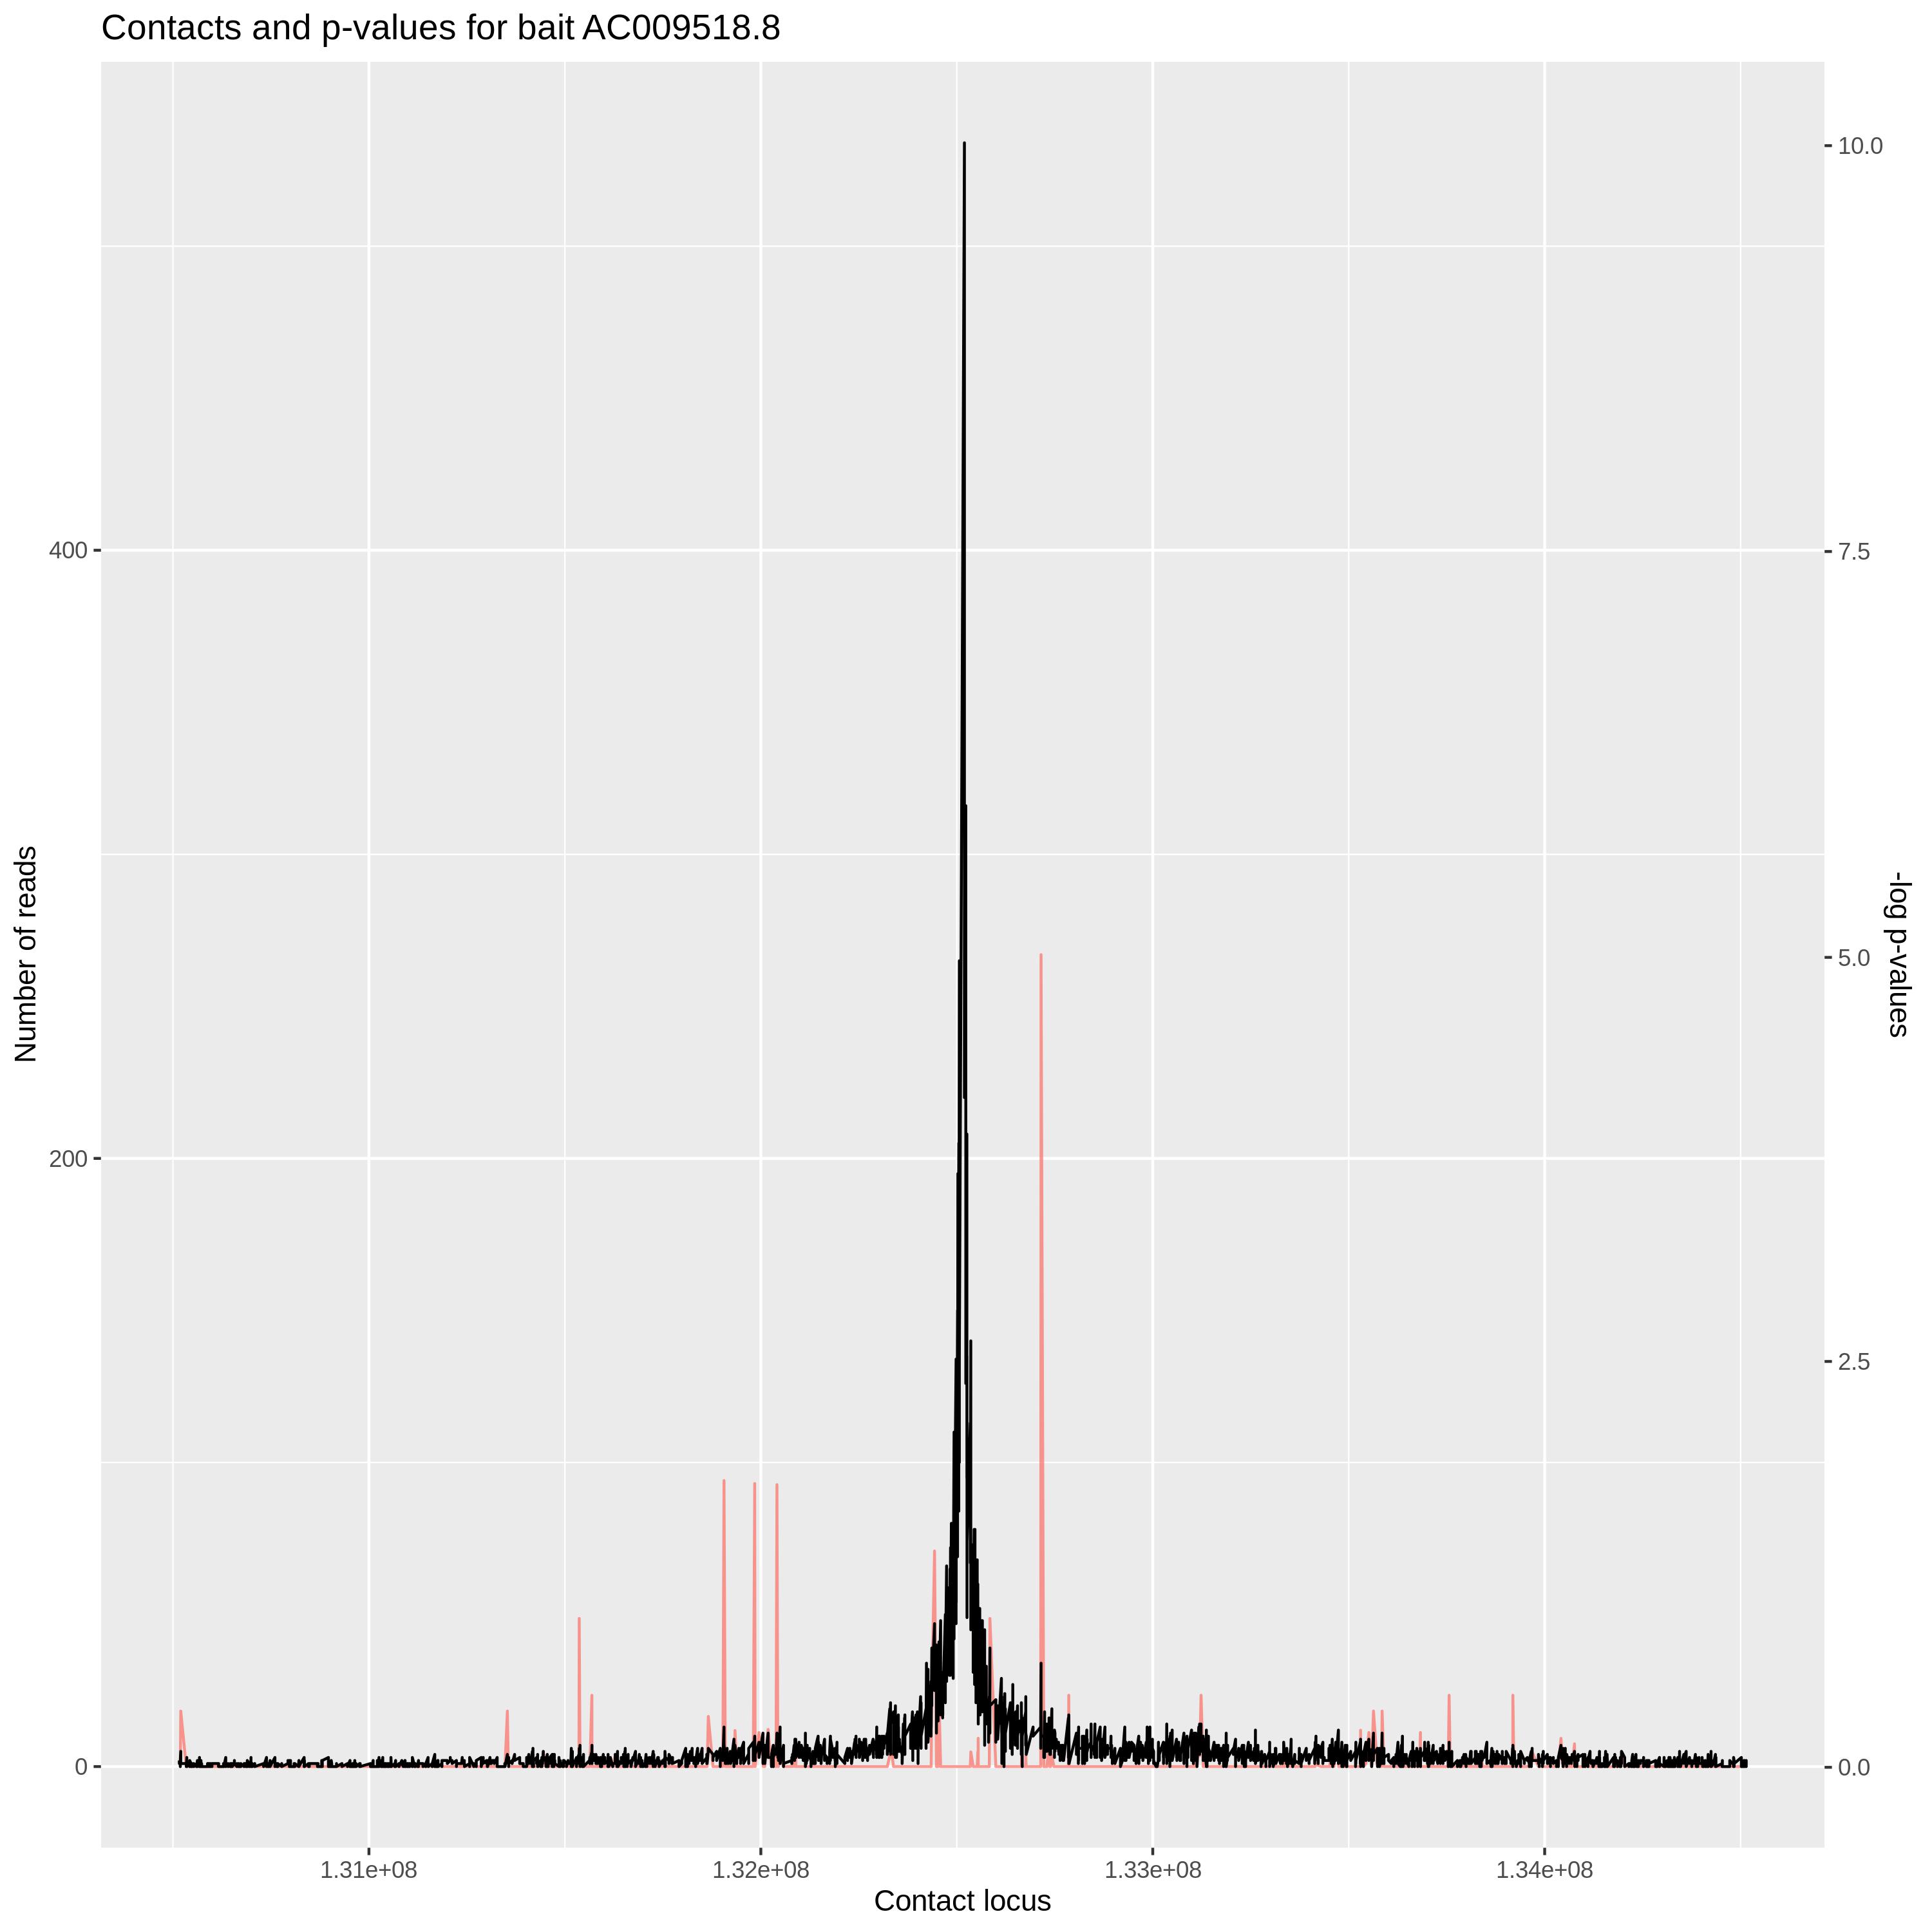 Contacts and p-values for bait AC009518.8
Number of reads
400
200
0
10.0
7.5
5.0
2.5
0.0
-log p-values
1.31e+08
1.32e+08
1.33e+08
1.34e+08
Contact locus